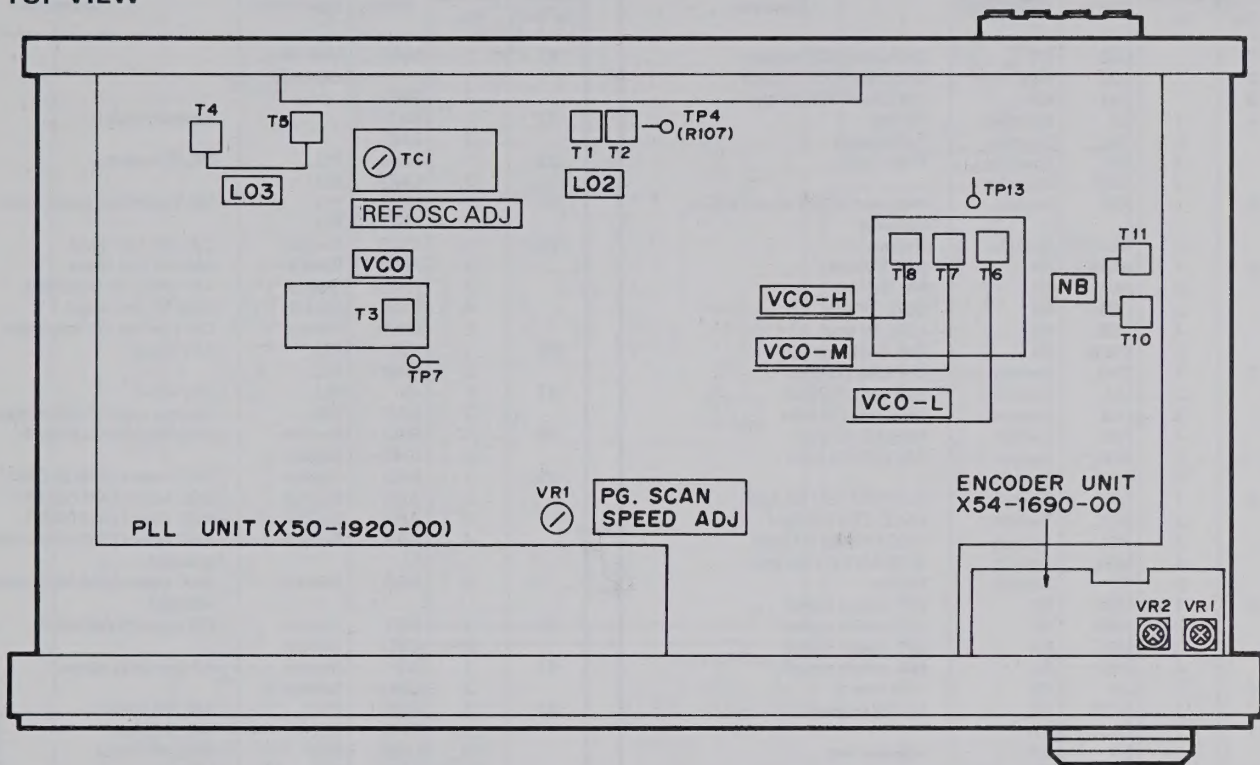 TOP VIEW
T4
T5
TC1
T1 T2
TP4
(R107)
LO3
LO2
REF.OSC ADJ
TP13
VCO
T8 T7 T6
T11
NB
T10
T3
TP7
VCO-H
VCO-M
VCO-L
PLL UNIT (X50-1920-00)
VR1
PG. SCAN
SPEED ADJ
ENCODER UNIT
X54-1690-00
VR2 VR1